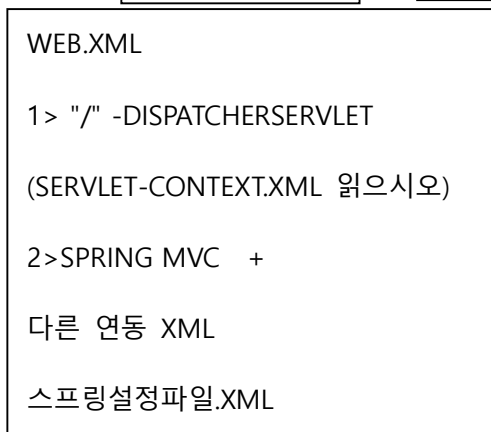 WEB.XML
1> "/" -DISPATCHERSERVLET
(SERVLET-CONTEXT.XML 읽으시오)
2>SPRING MVC +
다른 연동 XML
스프링설정파일.XML